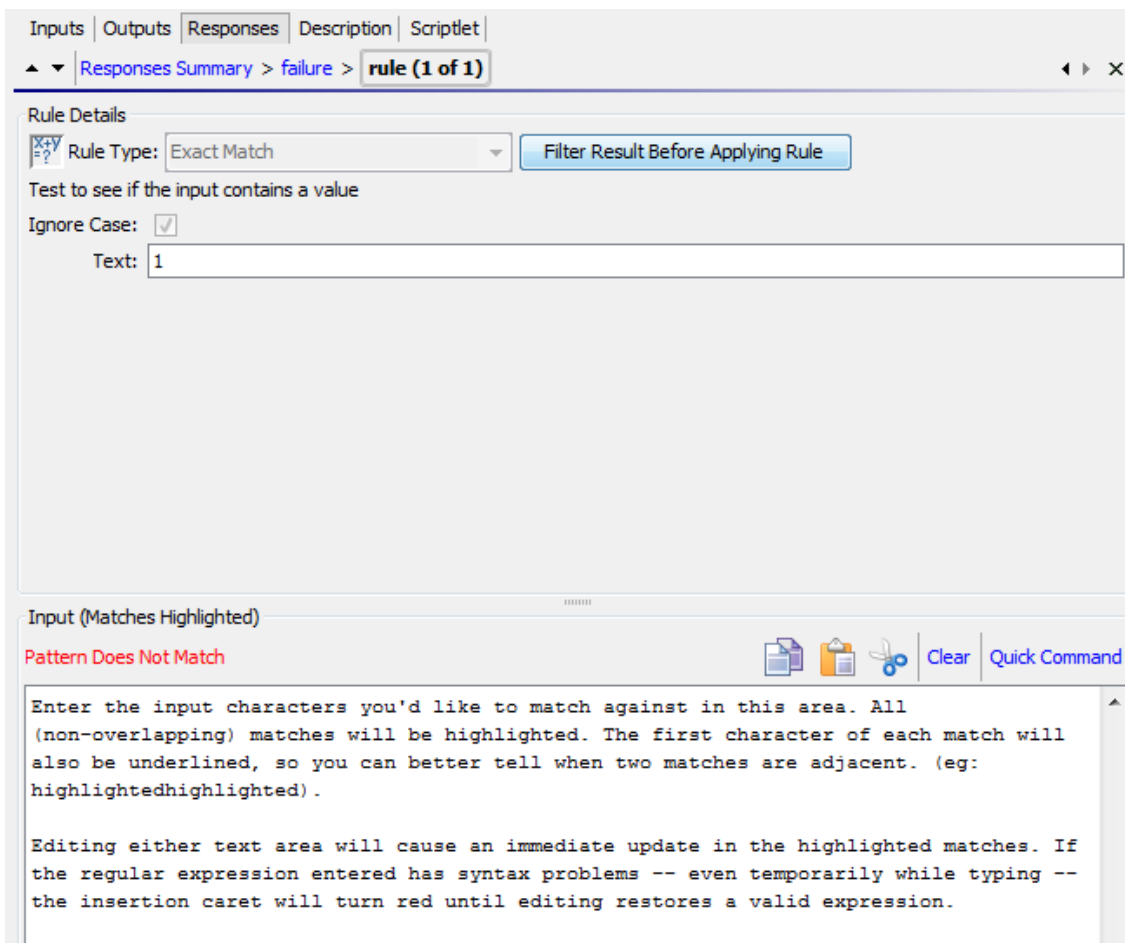 Inputs Outputs Responses Description Scriptlet
Responses Summary > failure > rule (1 of 1)
Rule Details
X+Y =? Rule Type: Exact Match Filter Result Before Applying Rule
Test to see if the input contains a value
Ignore Case:
Text: 1
Input (Matches Highlighted)
Pattern Does Not Match Clear Quick Command
Enter the input characters you'd like to match against in this area. All
(non-overlapping) matches will be highlighted. The first character of each match will
also be underlined, so you can better tell when two matches are adjacent. (eg:
highlightedhighlighted).
Editing either text area will cause an immediate update in the highlighted matches. If
the regular expression entered has syntax problems -- even temporarily while typing --
the insertion caret will turn red until editing restores a valid expression.